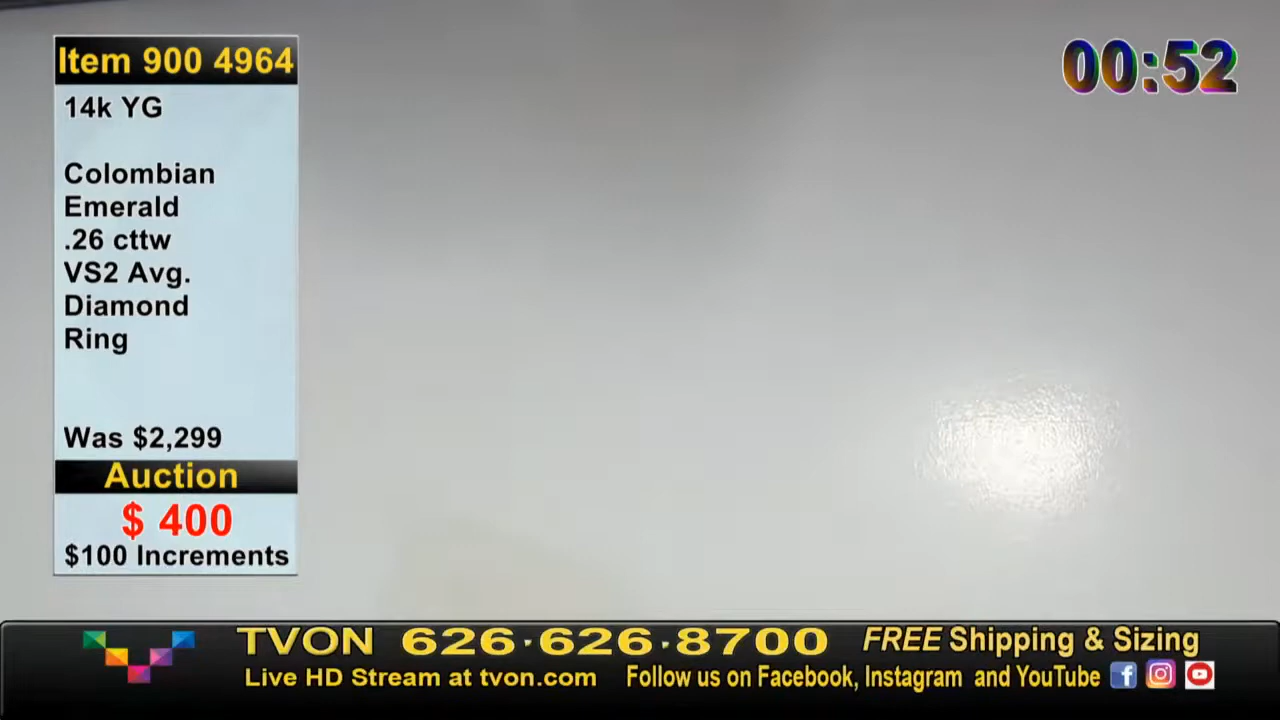 Item 900 4964
00:52
14k YG
Colombian
Emerald
.26 cttw
VS2 Avg.
Diamond
Ring
Was $2,299
Auction
$ 400
$100 Increments
TVON 626·626·8700 FREE Shipping & Sizing
Live HD Stream at tvon.com Follow us on Facebook, Instagram and YouTube